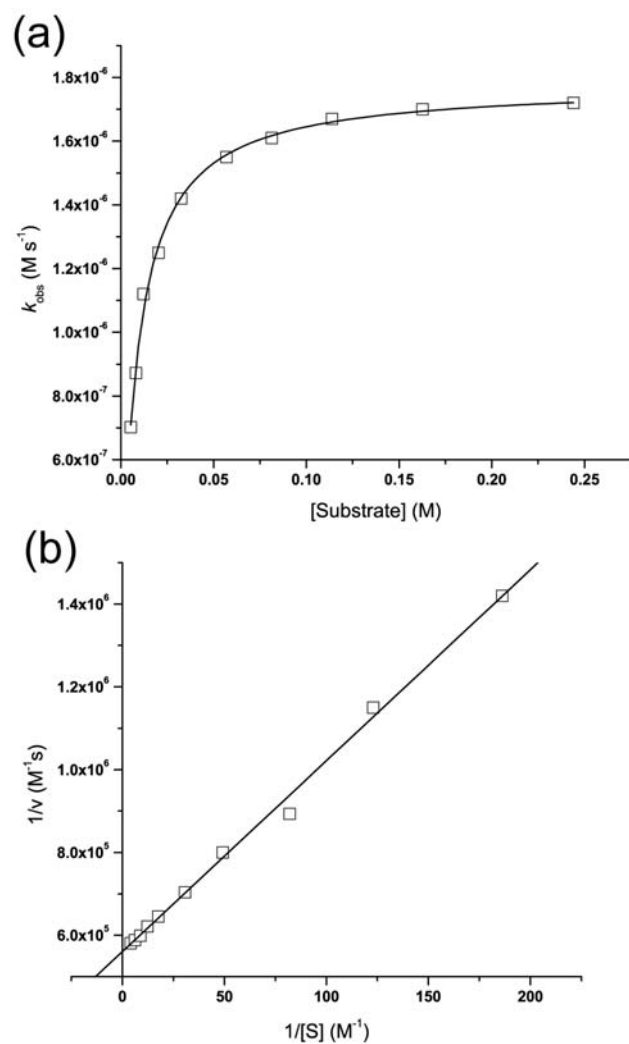 (a)
1.8x10⁻⁶
1.6x10⁻⁶
1.4x10⁻⁶
1.2x10⁻⁶
1.0x10⁻⁶
8.0x10⁻⁷
6.0x10⁻⁷
k_obs (M s⁻¹)
0.00 0.05 0.10 0.15 0.20 0.25
[Substrate] (M)
(b)
1.4x10⁶
1.2x10⁶
1.0x10⁶
8.0x10⁵
6.0x10⁵
1/v (M⁻¹s)
0 50 100 150 200
1/[S] (M⁻¹)